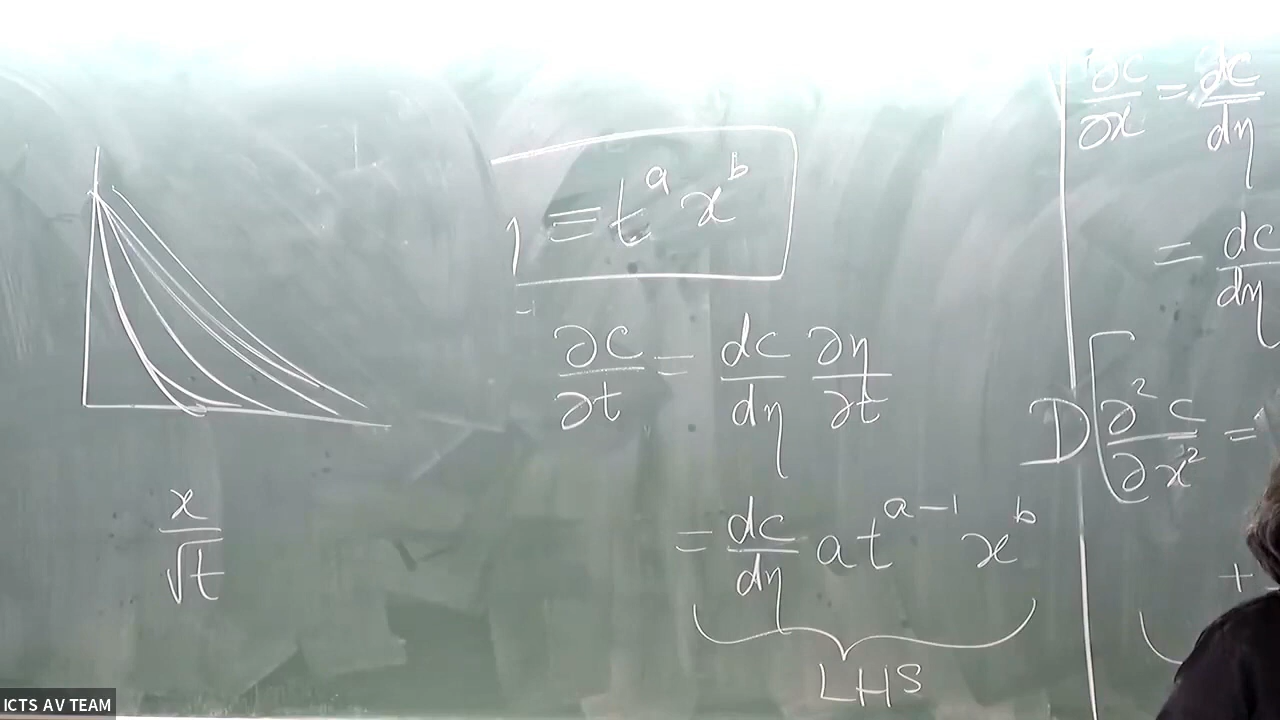 η ≡ t^a x^b
∂c/∂t = dc/dη ∂η/∂t
= dc/dη a t^{a-1} x^b
LHS
x/√t
∂c/∂x = dc/dη
= dc/dη
D[∂²c/∂x² =
+
ICTS AV TEAM